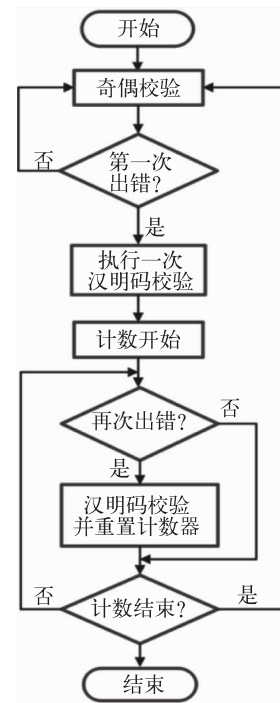 开始
奇偶校验
第一次
出错?
否
是
执行一次
汉明码校验
计数开始
再次出错?
否
是
汉明码校验
并重置计数器
计数结束?
否
是
结束